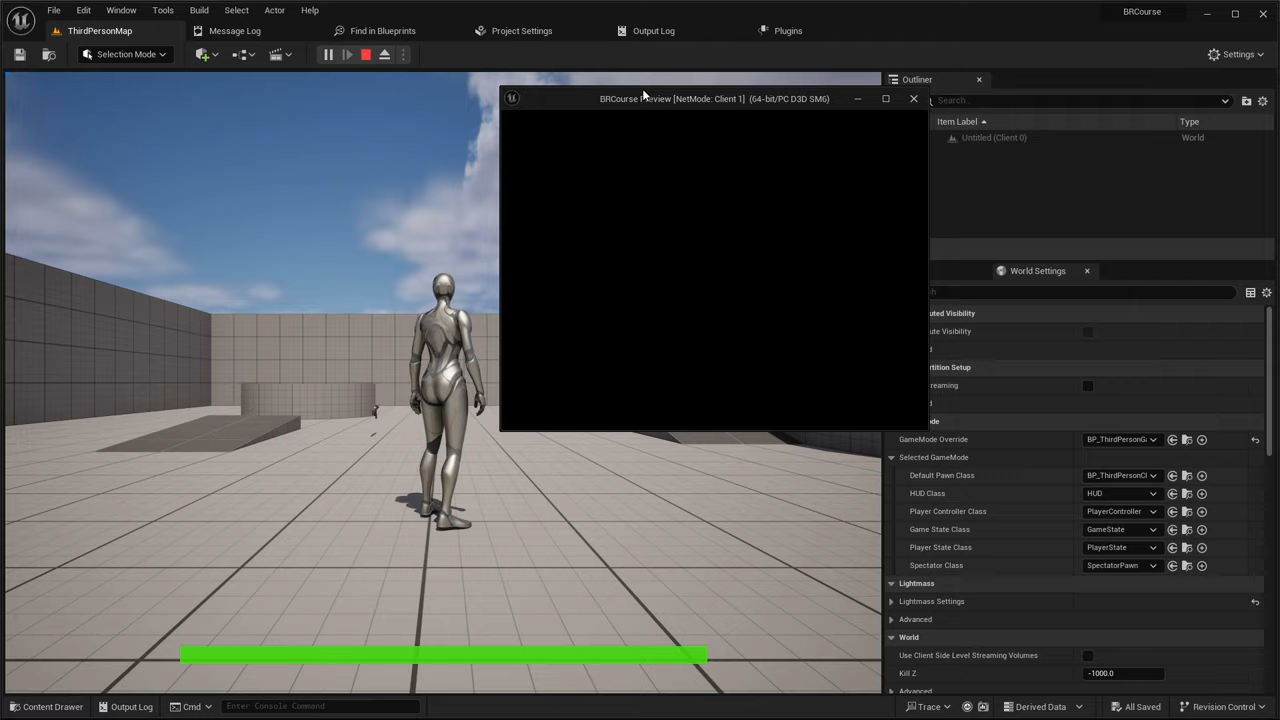 File Edit Window Tools Build Select Actor Help
BRCourse
ThirdPersonMap
Message Log
Find in Blueprints
Project Settings
Output Log
Plugins
Selection Mode
Settings
Outliner
BRCourse Preview [NetMode: Client 1] (64-bit/PC D3D SM6)
Search...
Item Label
Type
Untitled (Client 0)
World
World Settings
GameMode Override
BP_ThirdPersonGa
Selected GameMode
Default Pawn Class
BP_ThirdPersonCl
HUD Class
HUD
Player Controller Class
PlayerController
Game State Class
GameState
Player State Class
PlayerState
Spectator Class
SpectatorPawn
Lightmass
Lightmass Settings
Advanced
World
Use Client Side Level Streaming Volumes
Kill Z
-1000.0
Advanced
Content Drawer
Output Log
Cmd
Enter Console Command
Trace
Derived Data
All Saved
Revision Control